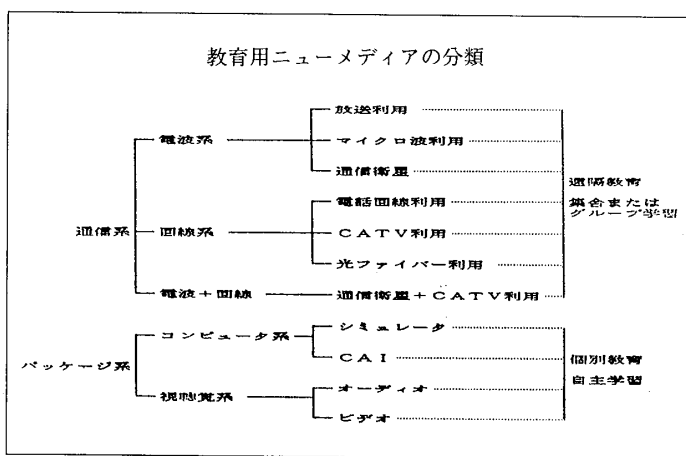 教育用ニューメディアの分類
放送利用
電波系
マイクロ波利用
通信衛星
遠隔教育
集合または
グループ学習
電話回線利用
通信系
回線系
CATV利用
光ファイバー利用
電波+回線
通信衛星+CATV利用
コンピュータ系
シミュレータ
CAI
パッケージ系
個別教育
自主学習
視聴覚系
オーディオ
ビデオ